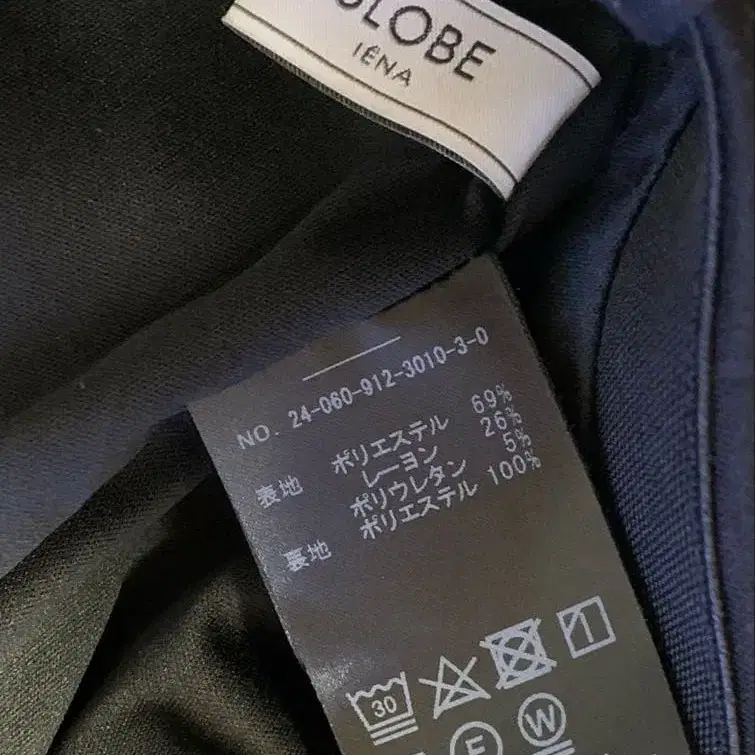 LOBE
IÉNA
NO. 24-060-912-3010-3-0
表地 ポリエステル 69%
レーヨン 26%
ポリウレタン 5%
裏地 ポリエステル 100%
30
F W